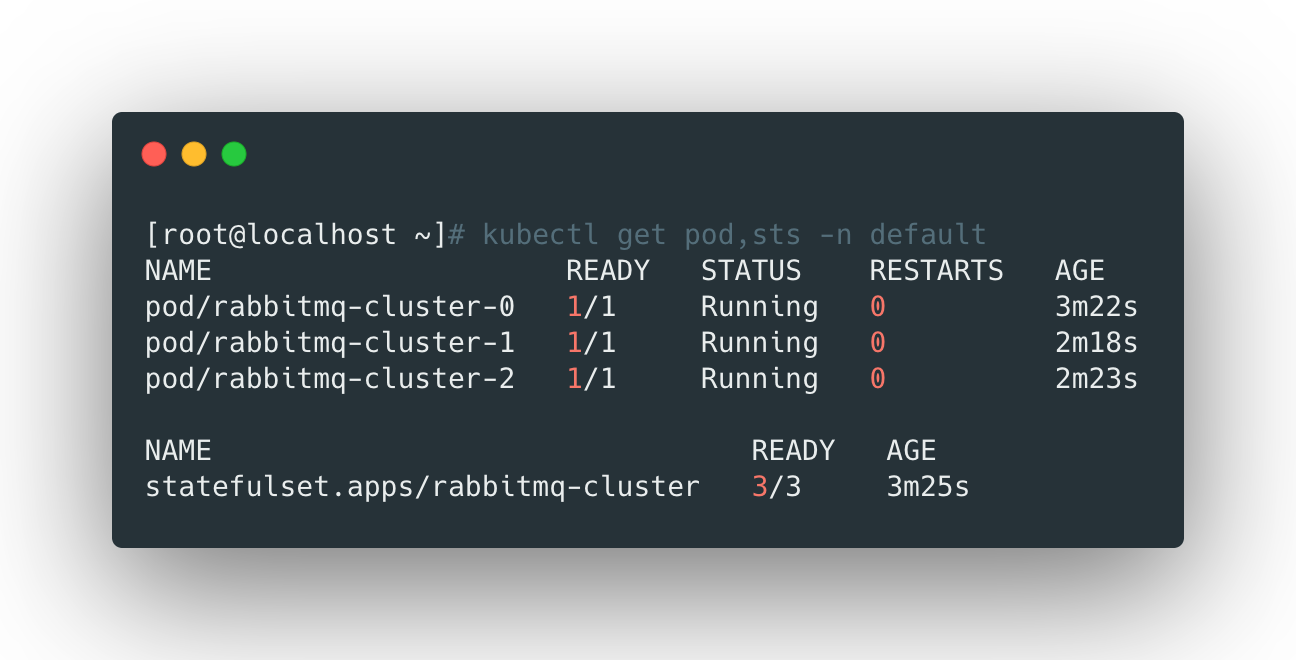 [root@localhost ~]# kubectl get pod,sts -n default
NAME                     READY   STATUS    RESTARTS   AGE
pod/rabbitmq-cluster-0   1/1     Running   0          3m22s
pod/rabbitmq-cluster-1   1/1     Running   0          2m18s
pod/rabbitmq-cluster-2   1/1     Running   0          2m23s
NAME                                READY   AGE
statefulset.apps/rabbitmq-cluster   3/3     3m25s